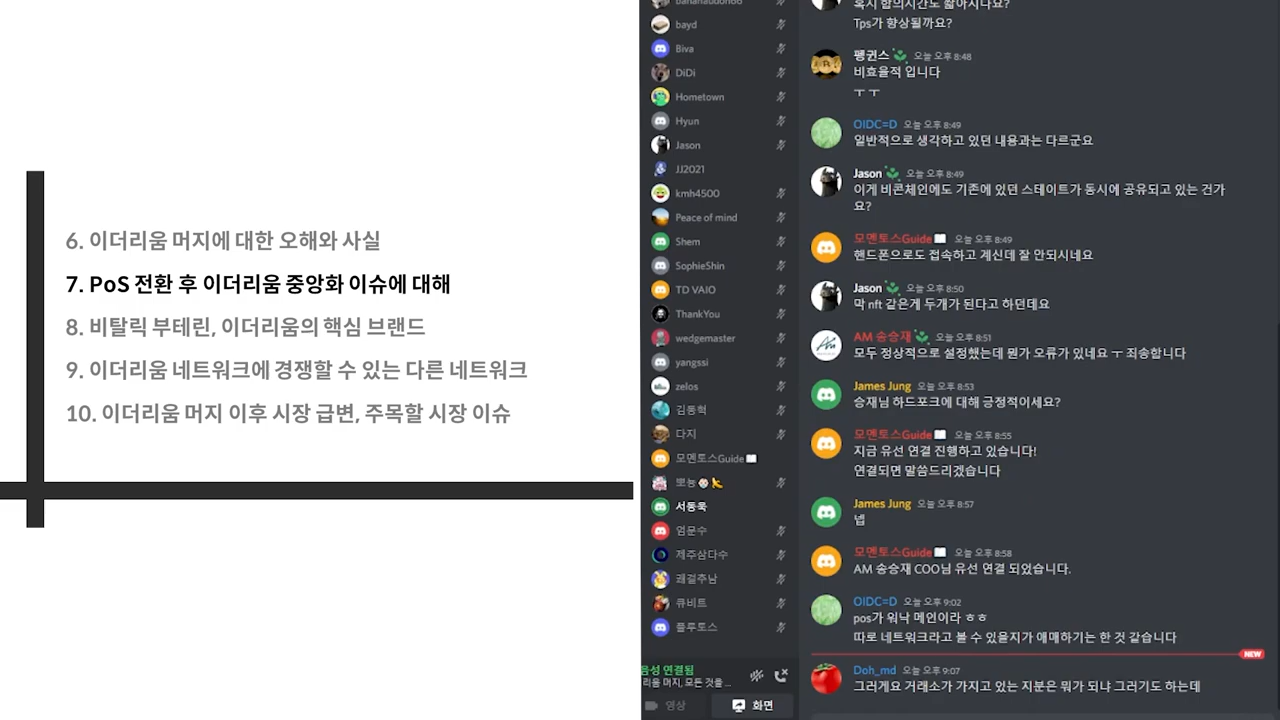 6. 이더리움 머지에 대한 오해와 사실
7. PoS 전환 후 이더리움 중앙화 이슈에 대해
8. 비탈릭 부테린, 이더리움의 핵심 브랜드
9. 이더리움 네트워크에 경쟁할 수 있는 다른 네트워크
10. 이더리움 머지 이후 시장 급변, 주목할 시장 이슈
bayd
Biva
DiDi
Hometown
Hyun
Jason
JJ2021
kmh4500
Peace of mind
Shem
SophieShin
TD VAIO
ThankYou
wedgemaster
yangssi
zelos
김동혁
다지
모멘토스Guide📖
뽀뇽
서동욱
엄문수
제주삼다수
쾌걸추남
큐비트
플루토스
음성 연결됨
리움 머지, 모든 것을 ...
영상
화면
혹시 합의시간도 짧아지나요?
Tps가 향상될까요?
펭귄스 오늘 오후 8:48
비효율적 입니다
ㅜㅜ
OIDC=D 오늘 오후 8:49
일반적으로 생각하고 있던 내용과는 다르군요
Jason 오늘 오후 8:49
이게 비콘체인에도 기존에 있던 스테이트가 동시에 공유되고 있는 건가
요?
모멘토스Guide📖 오늘 오후 8:49
핸드폰으로도 접속하고 계신데 잘 안되시네요
Jason 오늘 오후 8:50
막 nft 같은게 두개가 된다고 하던데요
AM 송승재 오늘 오후 8:51
모두 정상적으로 설정했는데 뭔가 오류가 있네요 ㅜ 죄송합니다
James Jung 오늘 오후 8:53
승재님 하드포크에 대해 긍정적이세요?
모멘토스Guide📖 오늘 오후 8:55
지금 유선 연결 진행하고 있습니다!
연결되면 말씀드리겠습니다
James Jung 오늘 오후 8:57
넵
모멘토스Guide📖 오늘 오후 8:58
AM 송승재 COO님 유선 연결 되었습니다.
OIDC=D 오늘 오후 9:02
pos가 워낙 메인이라 ㅎㅎ
따로 네트워크라고 볼 수 있을지가 애매하기는 한 것 같습니다
NEW
Doh_md 오늘 오후 9:07
그러게요 거래소가 가지고 있는 지분은 뭐가 되냐 그러기도 하는데